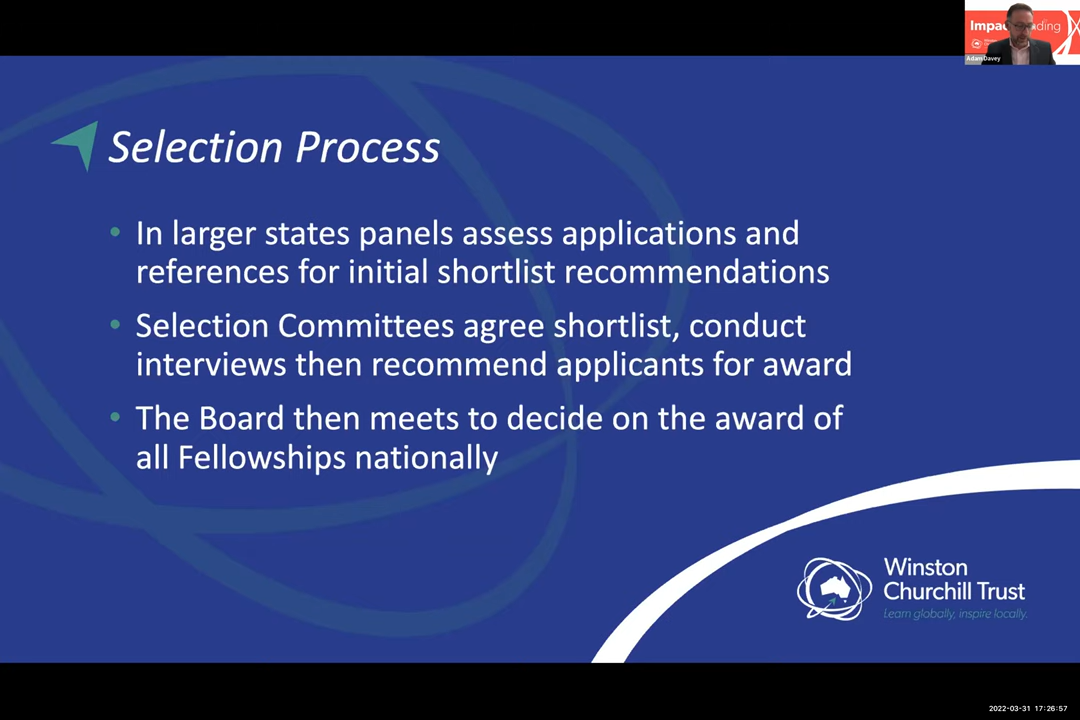 Impac
ding
Adam Davey
Selection Process
• In larger states panels assess applications and
references for initial shortlist recommendations
• Selection Committees agree shortlist, conduct
interviews then recommend applicants for award
• The Board then meets to decide on the award of
all Fellowships nationally
Winston
Churchill Trust
Learn globally, inspire locally.
2022-03-31 17:26:57